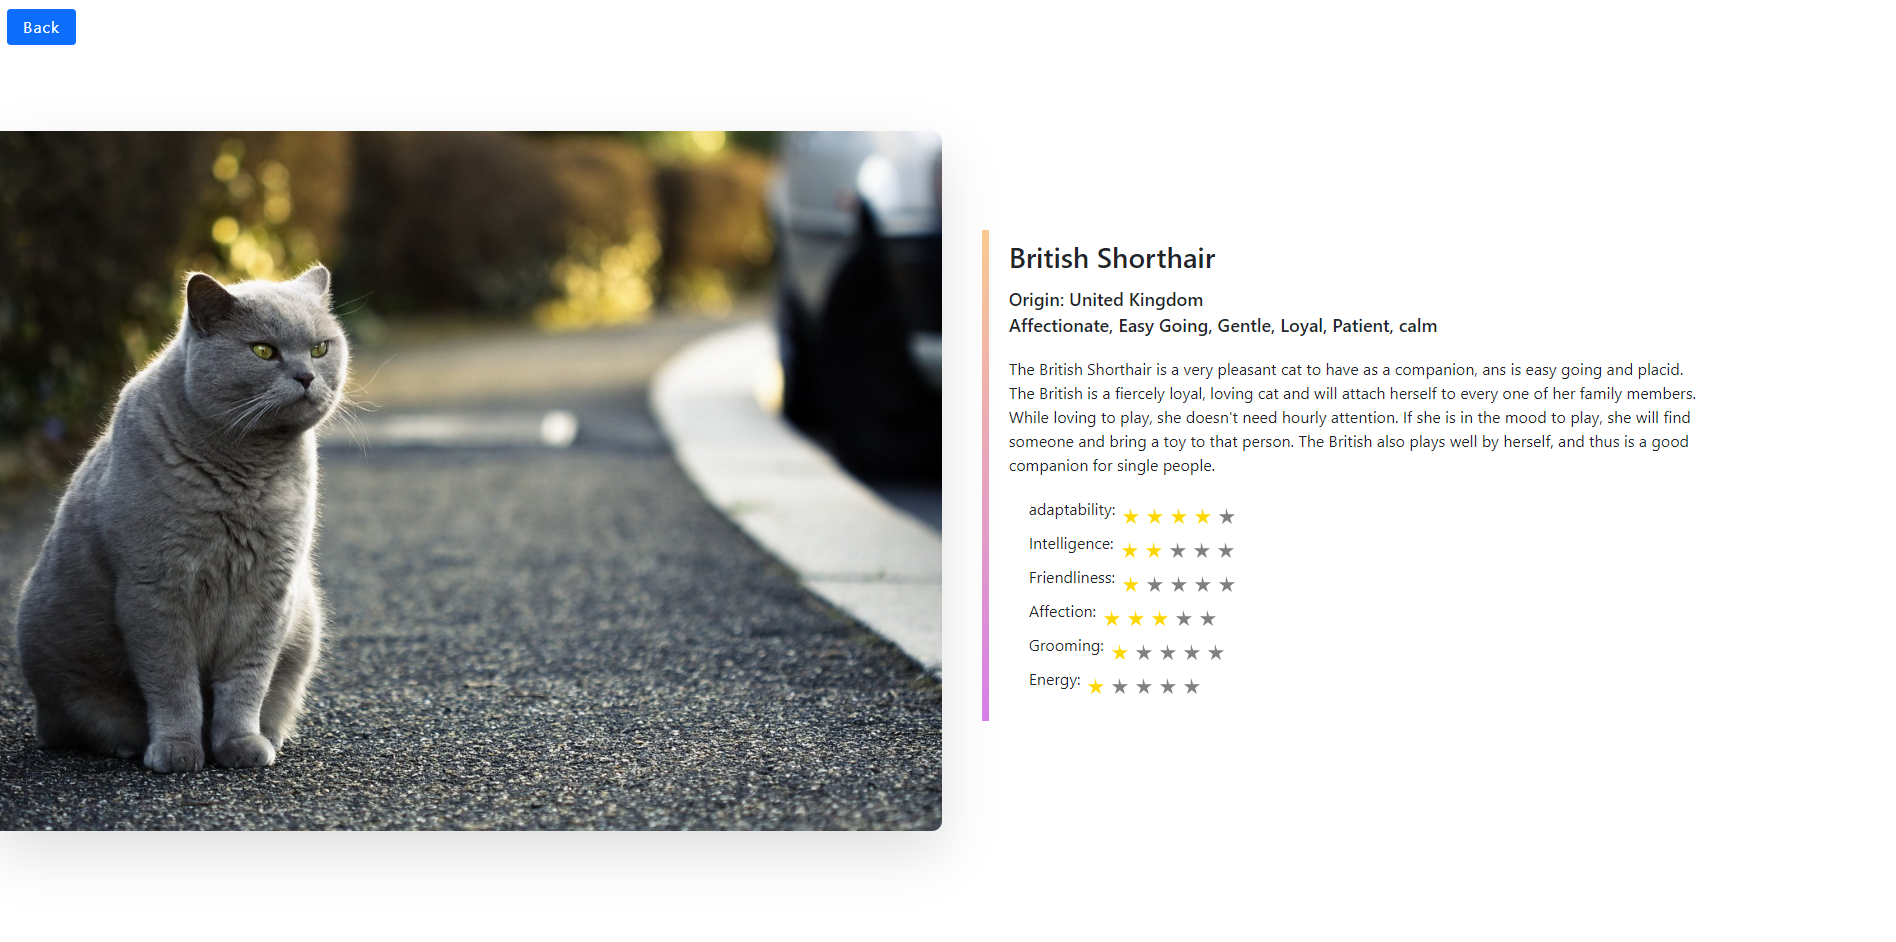 Back
British Shorthair
Origin: United Kingdom
Affectionate, Easy Going, Gentle, Loyal, Patient, calm
The British Shorthair is a very pleasant cat to have as a companion, ans is easy going and placid.
The British is a fiercely loyal, loving cat and will attach herself to every one of her family members.
While loving to play, she doesn't need hourly attention. If she is in the mood to play, she will find
someone and bring a toy to that person. The British also plays well by herself, and thus is a good
companion for single people.
adaptability: ★ ★ ★ ★ ★
Intelligence: ★ ★ ★ ★ ★
Friendliness: ★ ★ ★ ★ ★
Affection: ★ ★ ★ ★ ★
Grooming: ★ ★ ★ ★ ★
Energy: ★ ★ ★ ★ ★